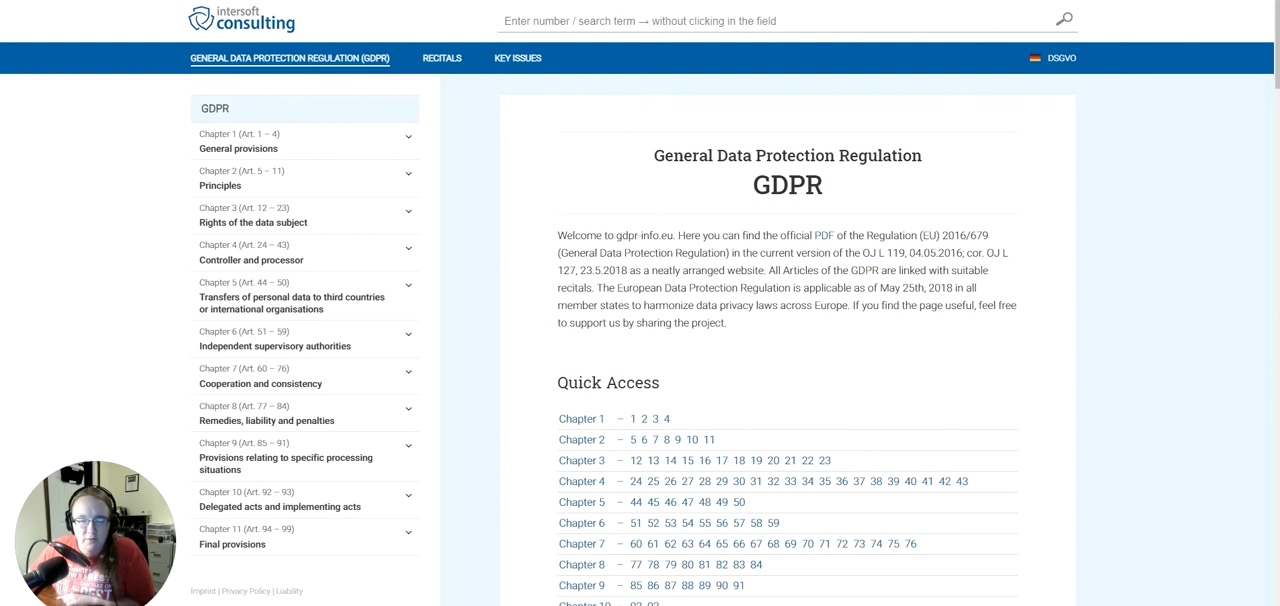 intersoft
consulting
Enter number / search term → without clicking in the field
GENERAL DATA PROTECTION REGULATION (GDPR)
RECITALS
KEY ISSUES
DSGVO
GDPR
Chapter 1 (Art. 1 – 4)
General provisions
Chapter 2 (Art. 5 – 11)
Principles
Chapter 3 (Art. 12 – 23)
Rights of the data subject
Chapter 4 (Art. 24 – 43)
Controller and processor
Chapter 5 (Art. 44 – 50)
Transfers of personal data to third countries
or international organisations
Chapter 6 (Art. 51 – 59)
Independent supervisory authorities
Chapter 7 (Art. 60 – 76)
Cooperation and consistency
Chapter 8 (Art. 77 – 84)
Remedies, liability and penalties
Chapter 9 (Art. 85 – 91)
Provisions relating to specific processing
situations
Chapter 10 (Art. 92 – 93)
Delegated acts and implementing acts
Chapter 11 (Art. 94 – 99)
Final provisions
Imprint | Privacy Policy | Liability
General Data Protection Regulation
GDPR
Welcome to gdpr-info.eu. Here you can find the official PDF of the Regulation (EU) 2016/679
(General Data Protection Regulation) in the current version of the OJ L 119, 04.05.2016; cor. OJ L
127, 23.5.2018 as a neatly arranged website. All Articles of the GDPR are linked with suitable
recitals. The European Data Protection Regulation is applicable as of May 25th, 2018 in all
member states to harmonize data privacy laws across Europe. If you find the page useful, feel free
to support us by sharing the project.
Quick Access
Chapter 1 – 1 2 3 4
Chapter 2 – 5 6 7 8 9 10 11
Chapter 3 – 12 13 14 15 16 17 18 19 20 21 22 23
Chapter 4 – 24 25 26 27 28 29 30 31 32 33 34 35 36 37 38 39 40 41 42 43
Chapter 5 – 44 45 46 47 48 49 50
Chapter 6 – 51 52 53 54 55 56 57 58 59
Chapter 7 – 60 61 62 63 64 65 66 67 68 69 70 71 72 73 74 75 76
Chapter 8 – 77 78 79 80 81 82 83 84
Chapter 9 – 85 86 87 88 89 90 91
Chapter 10 – 92 93